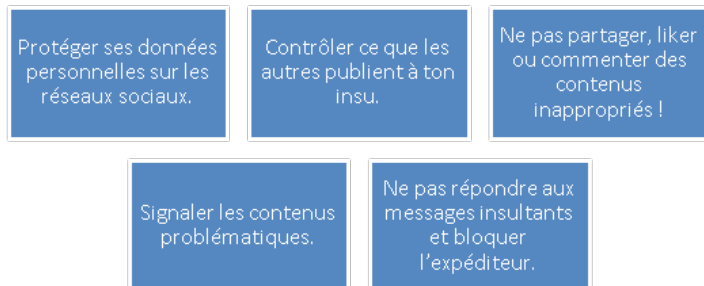 Protéger ses données
personnelles sur les
réseaux sociaux.
Contrôler ce que les
autres publient à ton
insu.
Ne pas partager, liker
ou commenter des
contenus
inappropriés !
Signaler les contenus
problématiques.
Ne pas répondre aux
messages insultants
et bloquer
l'expéditeur.